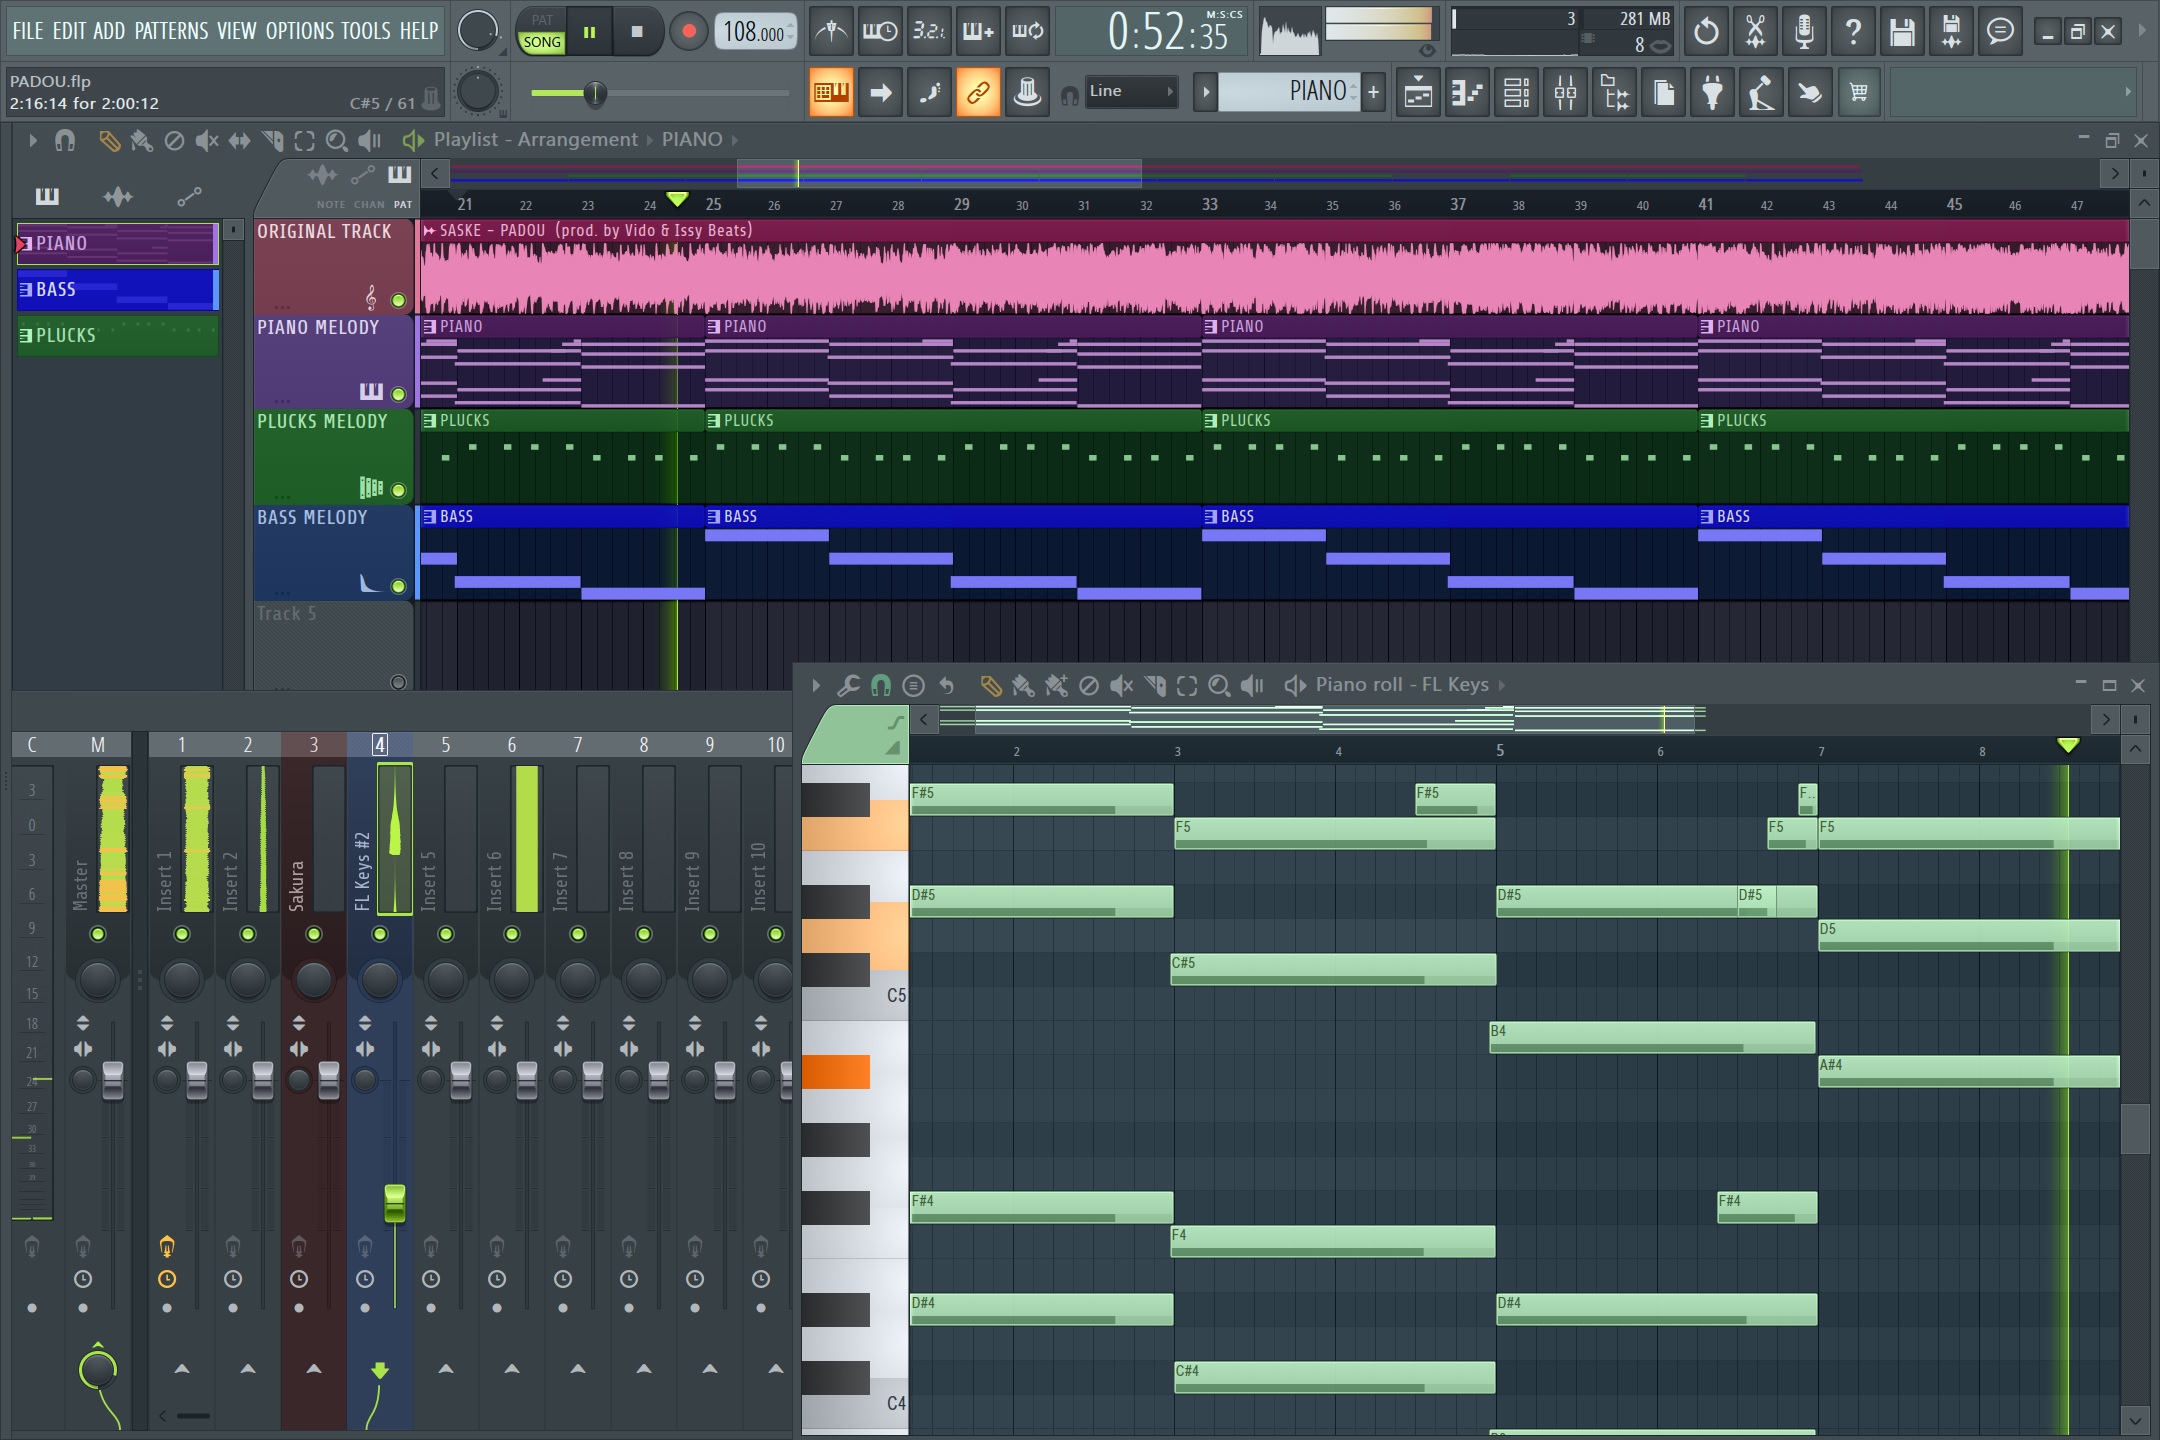 FILE EDIT ADD PATTERNS VIEW OPTIONS TOOLS HELP
PAT
SONG
108.000
3.2.1.
M:S:CS
0:52:35
3
281 MB
8
PADOU.flp
2:16:14 for 2:00:12
C#5 / 61
Line
PIANO
Playlist - Arrangement PIANO
NOTE CHAN PAT
21 22 23 24 25 26 27 28 29 30 31 32 33 34 35 36 37 38 39 40 41 42 43 44 45 46 47
PIANO
BASS
PLUCKS
ORIGINAL TRACK
SASKE - PADOU (prod. by Vido & Issy Beats)
PIANO MELODY
PIANO PIANO PIANO PIANO
PLUCKS MELODY
PLUCKS PLUCKS PLUCKS PLUCKS
BASS MELODY
BASS BASS BASS BASS
Track 5
Piano roll - FL Keys
2 3 4 5 6 7 8
C M 1 2 3 4 5 6 7 8 9 10
Master
Insert 1
Insert 2
Sakura
FL Keys #2
Insert 5
Insert 6
Insert 7
Insert 8
Insert 9
Insert 10
3
0
3
6
9
12
15
18
21
24
27
30
33
F#5 F#5 F..
F5 F5 F5
D#5 D#5 D#5
D5
C#5
C5
B4
A#4
F#4 F#4
F4
D#4 D#4
C#4
C4